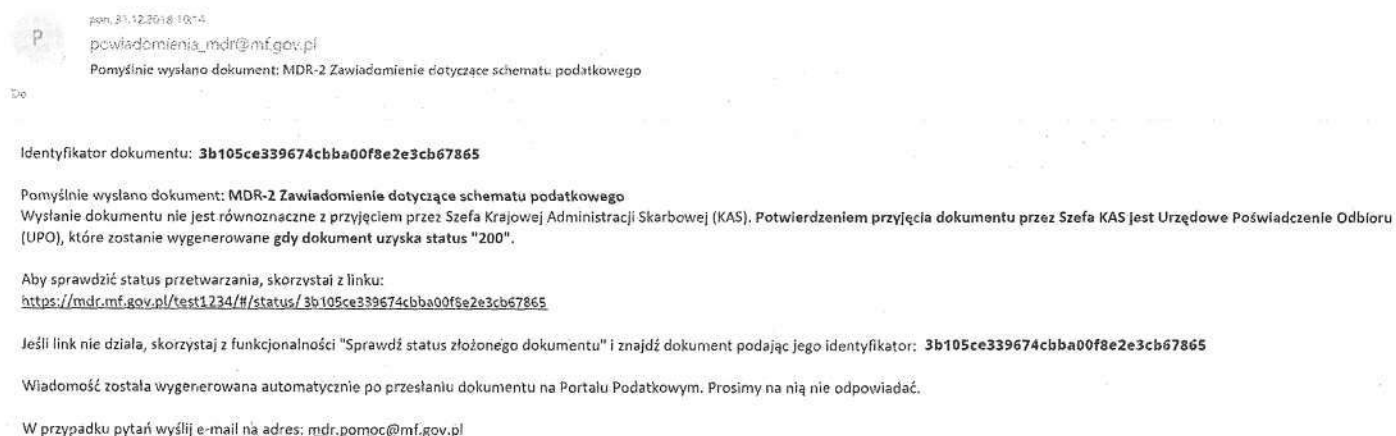 P
pon. 31.12.2018 10:14
powiadomienia_mdr@mf.gov.pl
Pomyślnie wysłano dokument: MDR-2 Zawiadomienie dotyczące schematu podatkowego
Do
Identyfikator dokumentu: 3b105ce339674cbba00f8e2e3cb67865
Pomyślnie wysłano dokument: MDR-2 Zawiadomienie dotyczące schematu podatkowego
Wysłanie dokumentu nie jest równoznaczne z przyjęciem przez Szefa Krajowej Administracji Skarbowej (KAS). Potwierdzeniem przyjęcia dokumentu przez Szefa KAS jest Urzędowe Poświadczenie Odbioru
(UPO), które zostanie wygenerowane gdy dokument uzyska status "200".
Aby sprawdzić status przetwarzania, skorzystaj z linku:
https://mdr.mf.gov.pl/test1234/#/status/3b105ce339674cbba00f8e2e3cb67865
Jeśli link nie działa, skorzystaj z funkcjonalności "Sprawdź status złożonego dokumentu" i znajdź dokument podając jego identyfikator: 3b105ce339674cbba00f8e2e3cb67865
Wiadomość została wygenerowana automatycznie po przesłaniu dokumentu na Portalu Podatkowym. Prosimy na nią nie odpowiadać.
W przypadku pytań wyślij e-mail na adres: mdr.pomoc@mf.gov.pl